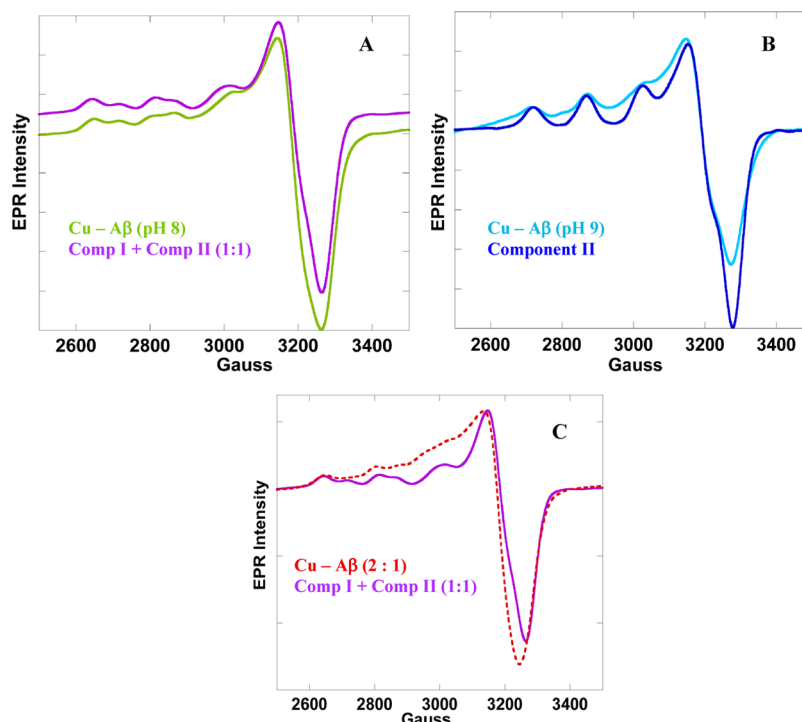 A
EPR Intensity
Cu – Aβ (pH 8)
Comp I + Comp II (1:1)
2600 2800 3000 3200 3400
Gauss
B
EPR Intensity
Cu – Aβ (pH 9)
Component II
2600 2800 3000 3200 3400
Gauss
C
EPR Intensity
Cu – Aβ (2 : 1)
Comp I + Comp II (1:1)
2600 2800 3000 3200 3400
Gauss